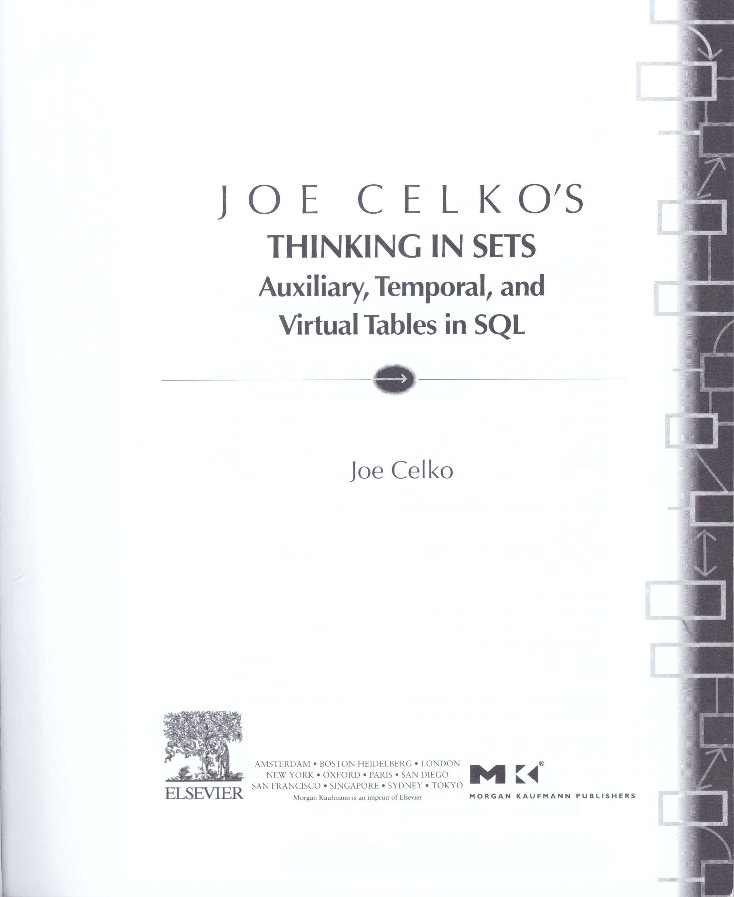 JOE CELKO'S
THINKING IN SETS
Auxiliary, Temporal, and
Virtual Tables in SQL
Joe Celko
AMSTERDAM • BOSTON HEIDELBERG • LONDON
NEW YORK • OXFORD • PARIS • SAN DIEGO
SAN FRANCISCO • SINGAPORE • SYDNEY • TOKYO
Morgan Kaufmann is an imprint of Elsevier
ELSEVIER
MK®
MORGAN KAUFMANN PUBLISHERS